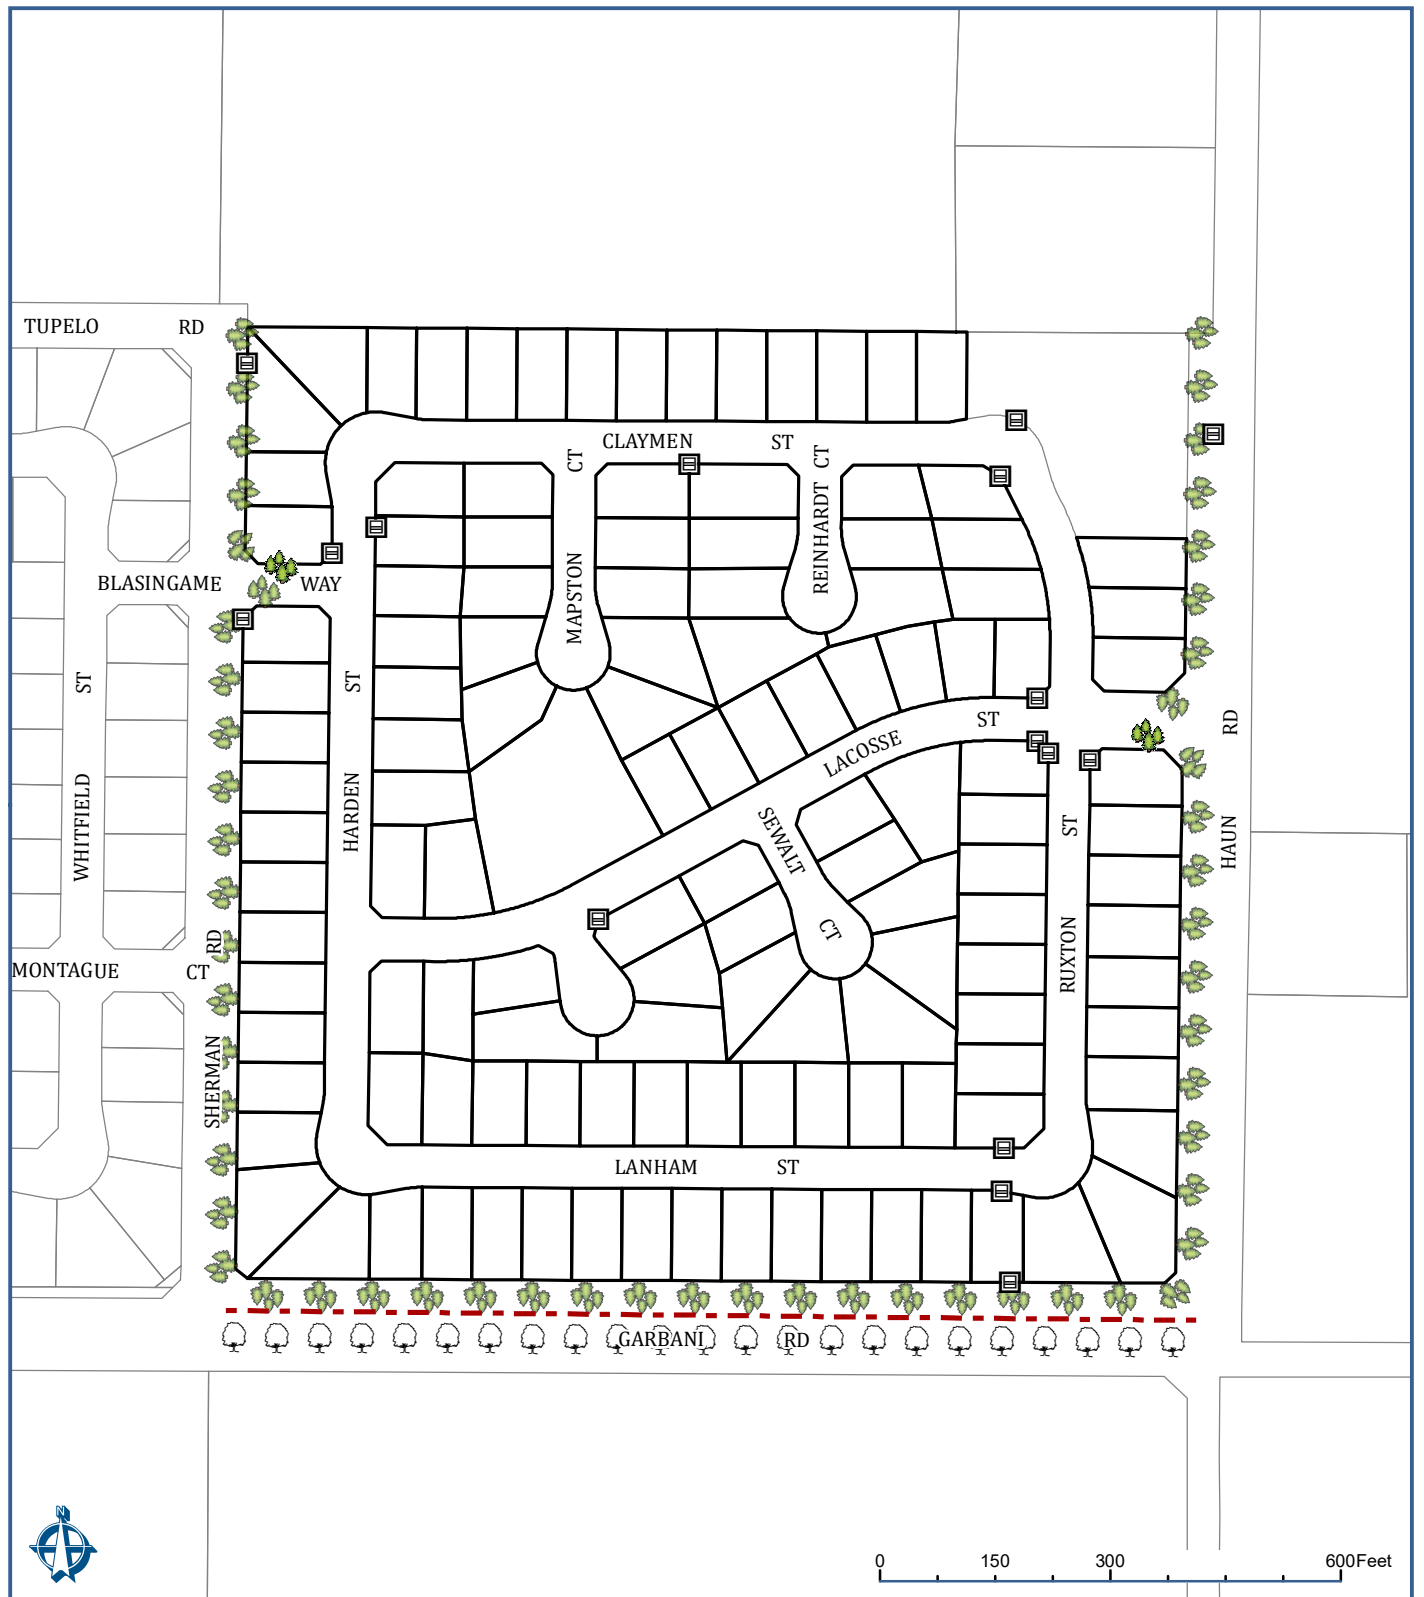 TUPELO RD
CLAYMEN ST
CT
REINHARDT CT
MAPSTON
BLASINGAME WAY
WHITFIELD ST
HARDEN ST
LACOSSE ST
SEWALT CT
HAUN RD
RUXTON ST
MONTAGUE CT
SHERMAN RD
LANHAM ST
GARBANI RD
N
0 150 300 600Feet